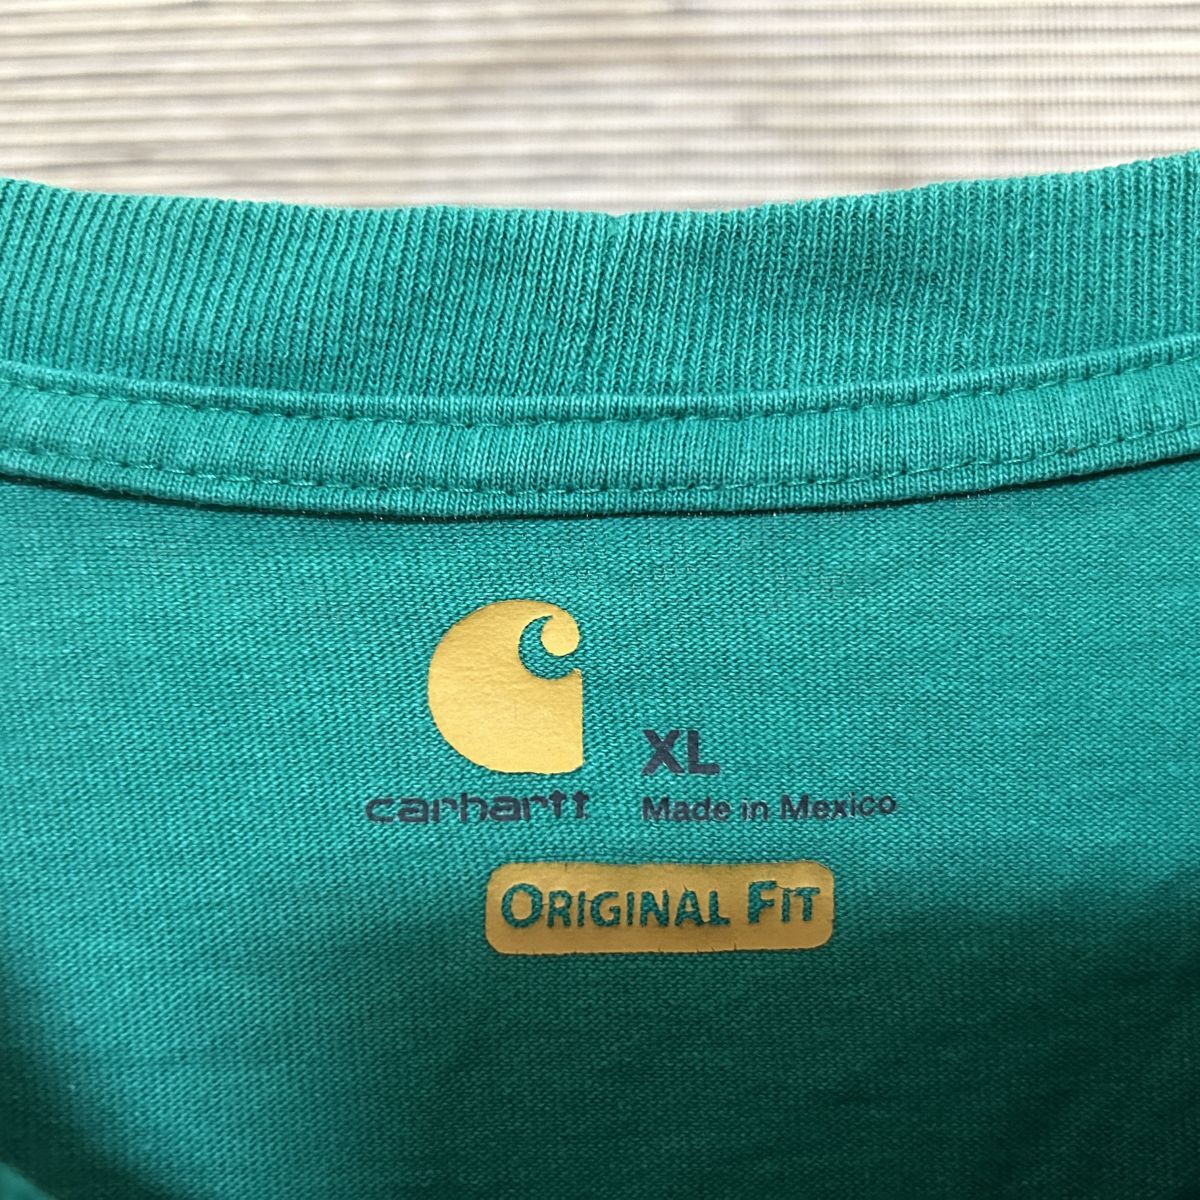 XL
carhartt
Made in Mexico
ORIGINAL FIT